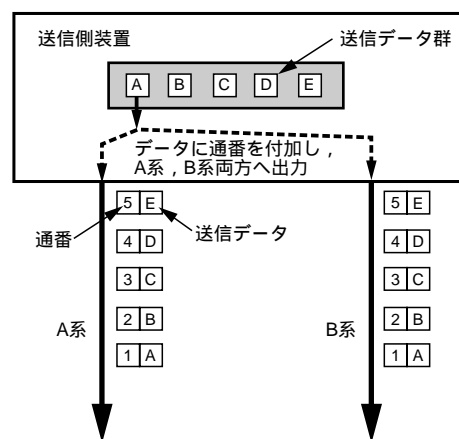 送信側装置
送信データ群
A B C D E
データに通番を付加し，
A系，B系両方へ出力
5 E
5 E
通番
送信データ
4 D
4 D
3 C
3 C
A系
2 B
B系
2 B
1 A
1 A